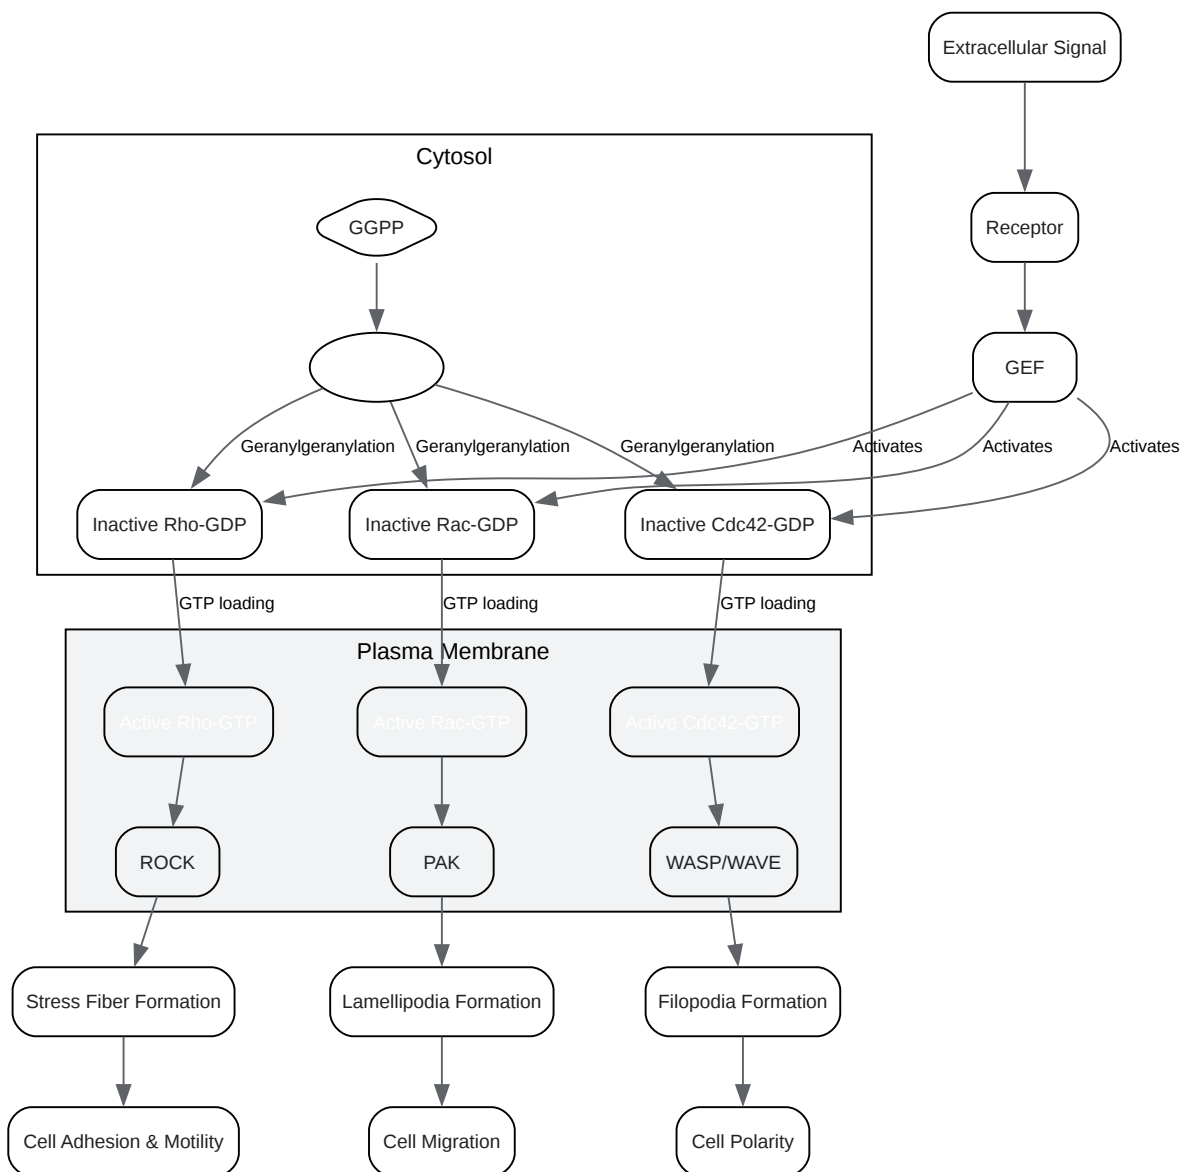 Extracellular Signal
Cytosol
GGPP
Receptor
GEF
Geranylgeranylation
Geranylgeranylation
Geranylgeranylation
Activates
Activates
Activates
Inactive Rho-GDP
Inactive Rac-GDP
Inactive Cdc42-GDP
GTP loading
GTP loading
GTP loading
Plasma Membrane
Active Rho-GTP
Active Rac-GTP
Active Cdc42-GTP
ROCK
PAK
WASP/WAVE
Stress Fiber Formation
Lamellipodia Formation
Filopodia Formation
Cell Adhesion & Motility
Cell Migration
Cell Polarity